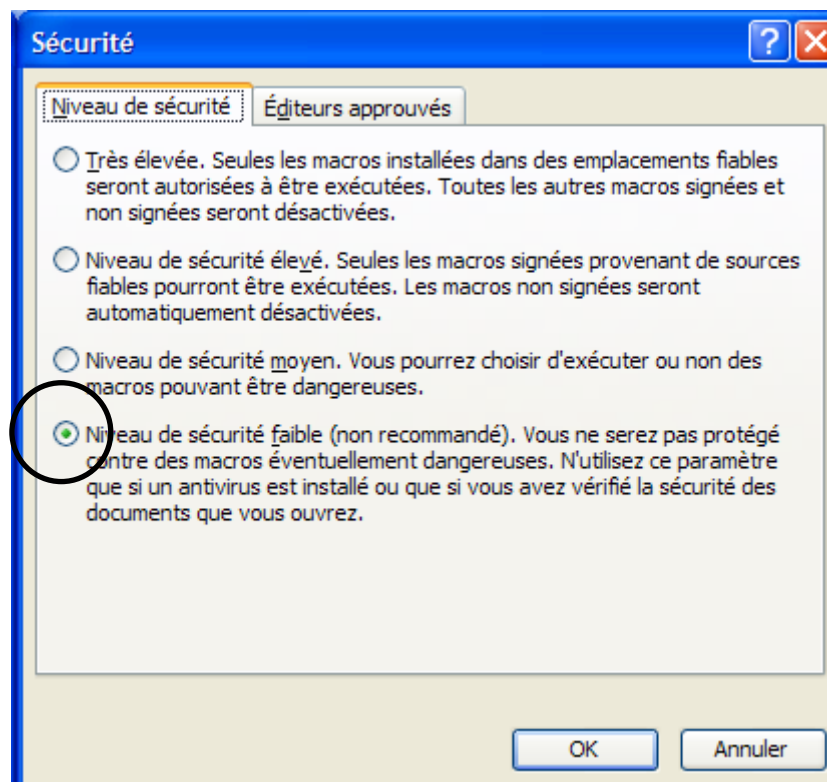 Sécurité
Niveau de sécurité
Éditeurs approuvés
Très élevée. Seules les macros installées dans des emplacements fiables
seront autorisées à être exécutées. Toutes les autres macros signées et
non signées seront désactivées.
Niveau de sécurité élevé. Seules les macros signées provenant de sources
fiables pourront être exécutées. Les macros non signées seront
automatiquement désactivées.
Niveau de sécurité moyen. Vous pourrez choisir d'exécuter ou non des
macros pouvant être dangereuses.
Niveau de sécurité faible (non recommandé). Vous ne serez pas protégé
contre des macros éventuellement dangereuses. N'utilisez ce paramètre
que si un antivirus est installé ou que si vous avez vérifié la sécurité des
documents que vous ouvrez.
OK
Annuler